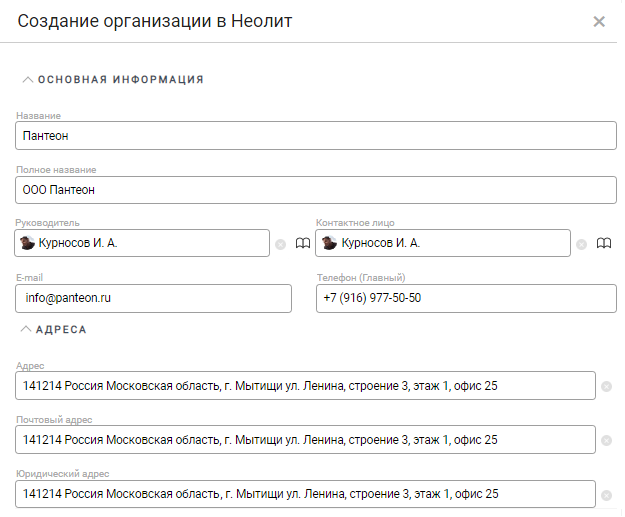 Создание организации в Неолит
ОСНОВНАЯ ИНФОРМАЦИЯ
Название
Пантеон
Полное название
ООО Пантеон
Руководитель Контактное лицо
Курносов И. А. Курносов И. А.
E-mail Телефон (Главный)
info@panteon.ru +7 (916) 977-50-50
АДРЕСА
Адрес
141214 Россия Московская область, г. Мытищи ул. Ленина, строение 3, этаж 1, офис 25
Почтовый адрес
141214 Россия Московская область, г. Мытищи ул. Ленина, строение 3, этаж 1, офис 25
Юридический адрес
141214 Россия Московская область, г. Мытищи ул. Ленина, строение 3, этаж 1, офис 25